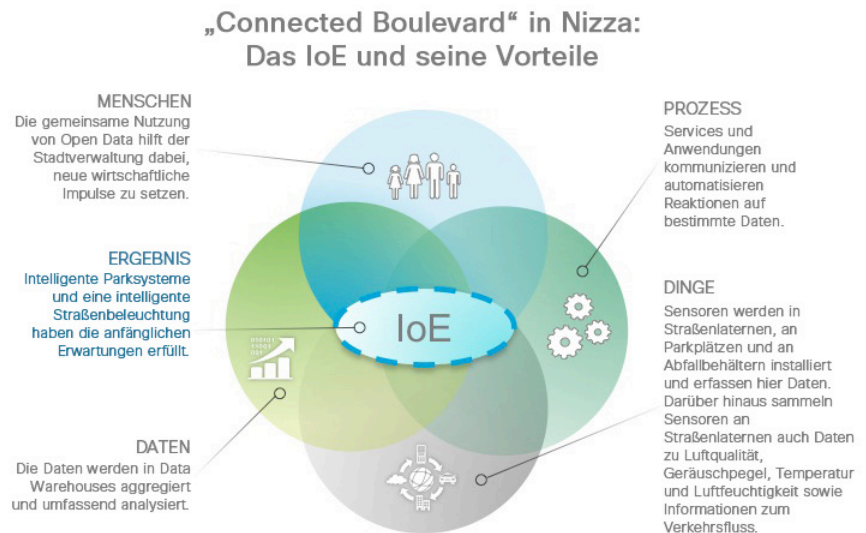 „Connected Boulevard“ in Nizza:
Das IoE und seine Vorteile
MENSCHEN
Die gemeinsame Nutzung
von Open Data hilft der
Stadtverwaltung dabei,
neue wirtschaftliche
Impulse zu setzen.
ERGEBNIS
Intelligente Parksysteme
und eine intelligente
Straßenbeleuchtung
haben die anfänglichen
Erwartungen erfüllt.
DATEN
Die Daten werden in Data
Warehouses aggregiert
und umfassend analysiert.
IoE
PROZESS
Services und
Anwendungen
kommunizieren und
automatisieren
Reaktionen auf
bestimmte Daten.
DINGE
Sensoren werden in
Straßenlaternen, an
Parkplätzen und an
Abfallbehältern installiert
und erfassen hier Daten.
Darüber hinaus sammeln
Sensoren an
Straßenlaternen auch Daten
zu Luftqualität,
Geräuschpegel, Temperatur
und Luftfeuchtigkeit sowie
Informationen zum
Verkehrsfluss.